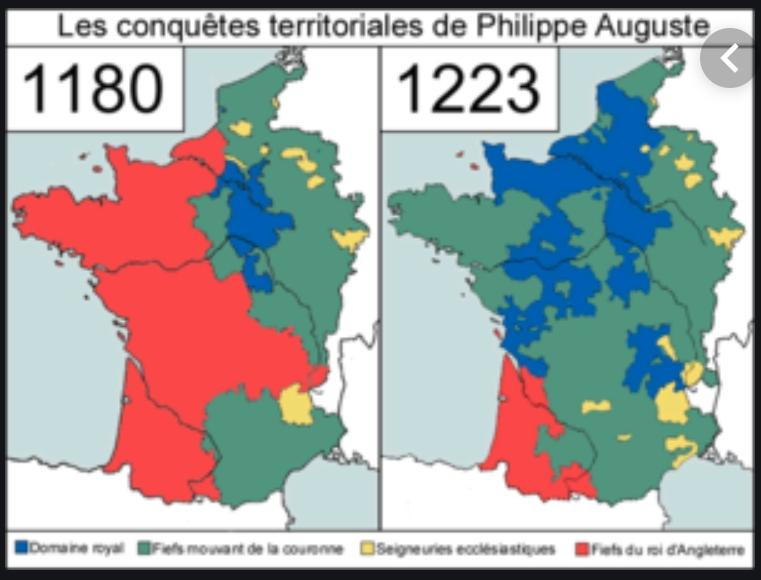 Les conquêtes territoriales de Philippe Auguste
1180
1223
Domaine royal
Fiefs mouvant de la couronne
Seigneuries ecclésiastiques
Fiefs du roi d'Angleterre